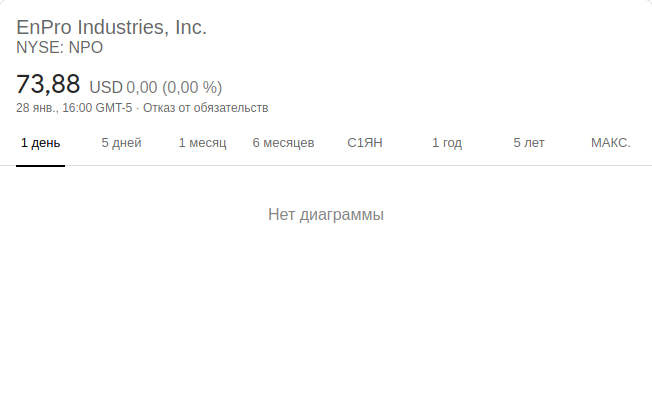 EnPro Industries, Inc.
NYSE: NPO
73,88 USD 0,00 (0,00 %)
28 янв., 16:00 GMT-5 · Отказ от обязательств
1 день 5 дней 1 месяц 6 месяцев С1ЯН 1 год 5 лет МАКС.
Нет диаграммы